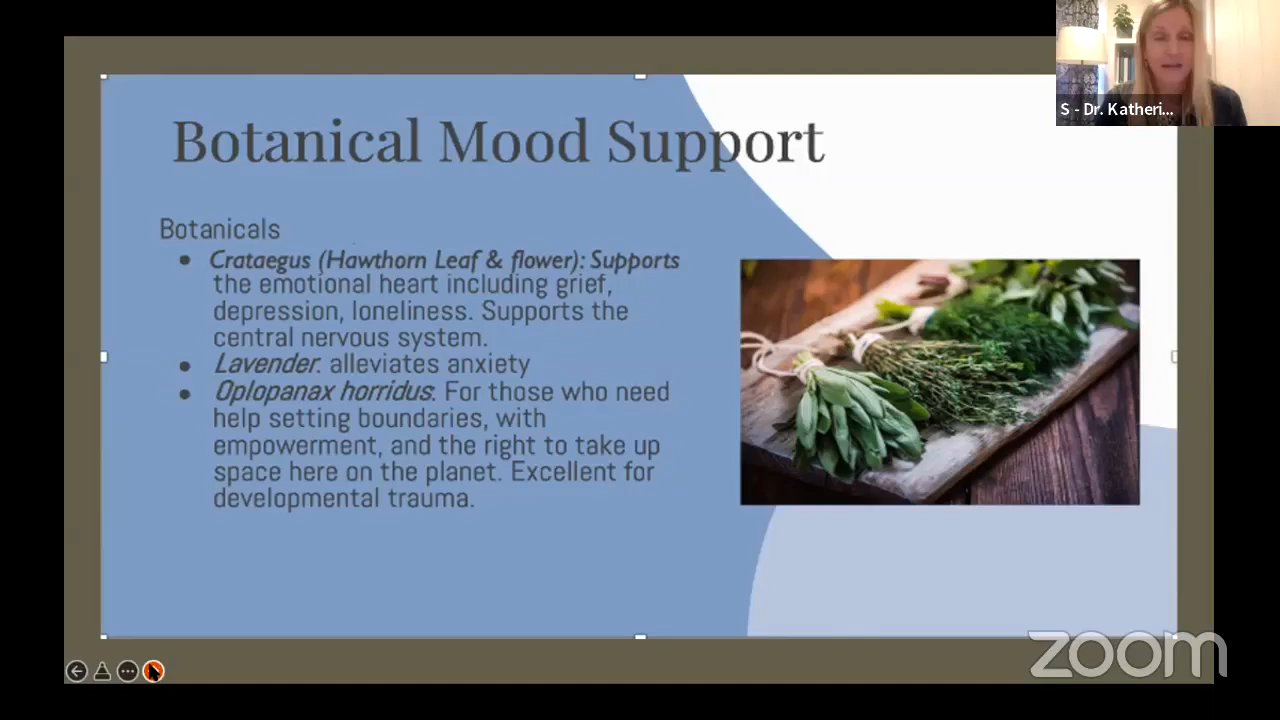 S - Dr. Katheri...
Botanical Mood Support
Botanicals
• Crataegus (Hawthorn Leaf & flower): Supports
the emotional heart including grief,
depression, loneliness. Supports the
central nervous system.
• Lavender: alleviates anxiety
• Oplopanax horridus: For those who need
help setting boundaries, with
empowerment, and the right to take up
space here on the planet. Excellent for
developmental trauma.
zoom